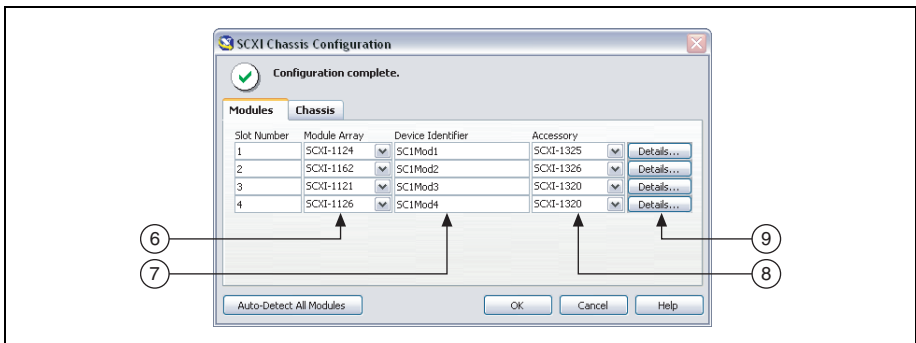 SCXI Chassis Configuration
Configuration complete.
Modules Chassis
Slot Number Module Array Device Identifier Accessory
1 SCXI-1124 SC1Mod1 SCXI-1325 Details...
2 SCXI-1162 SC1Mod2 SCXI-1326 Details...
3 SCXI-1121 SC1Mod3 SCXI-1320 Details...
4 SCXI-1126 SC1Mod4 SCXI-1320 Details...
6 9
7 8
Auto-Detect All Modules OK Cancel Help